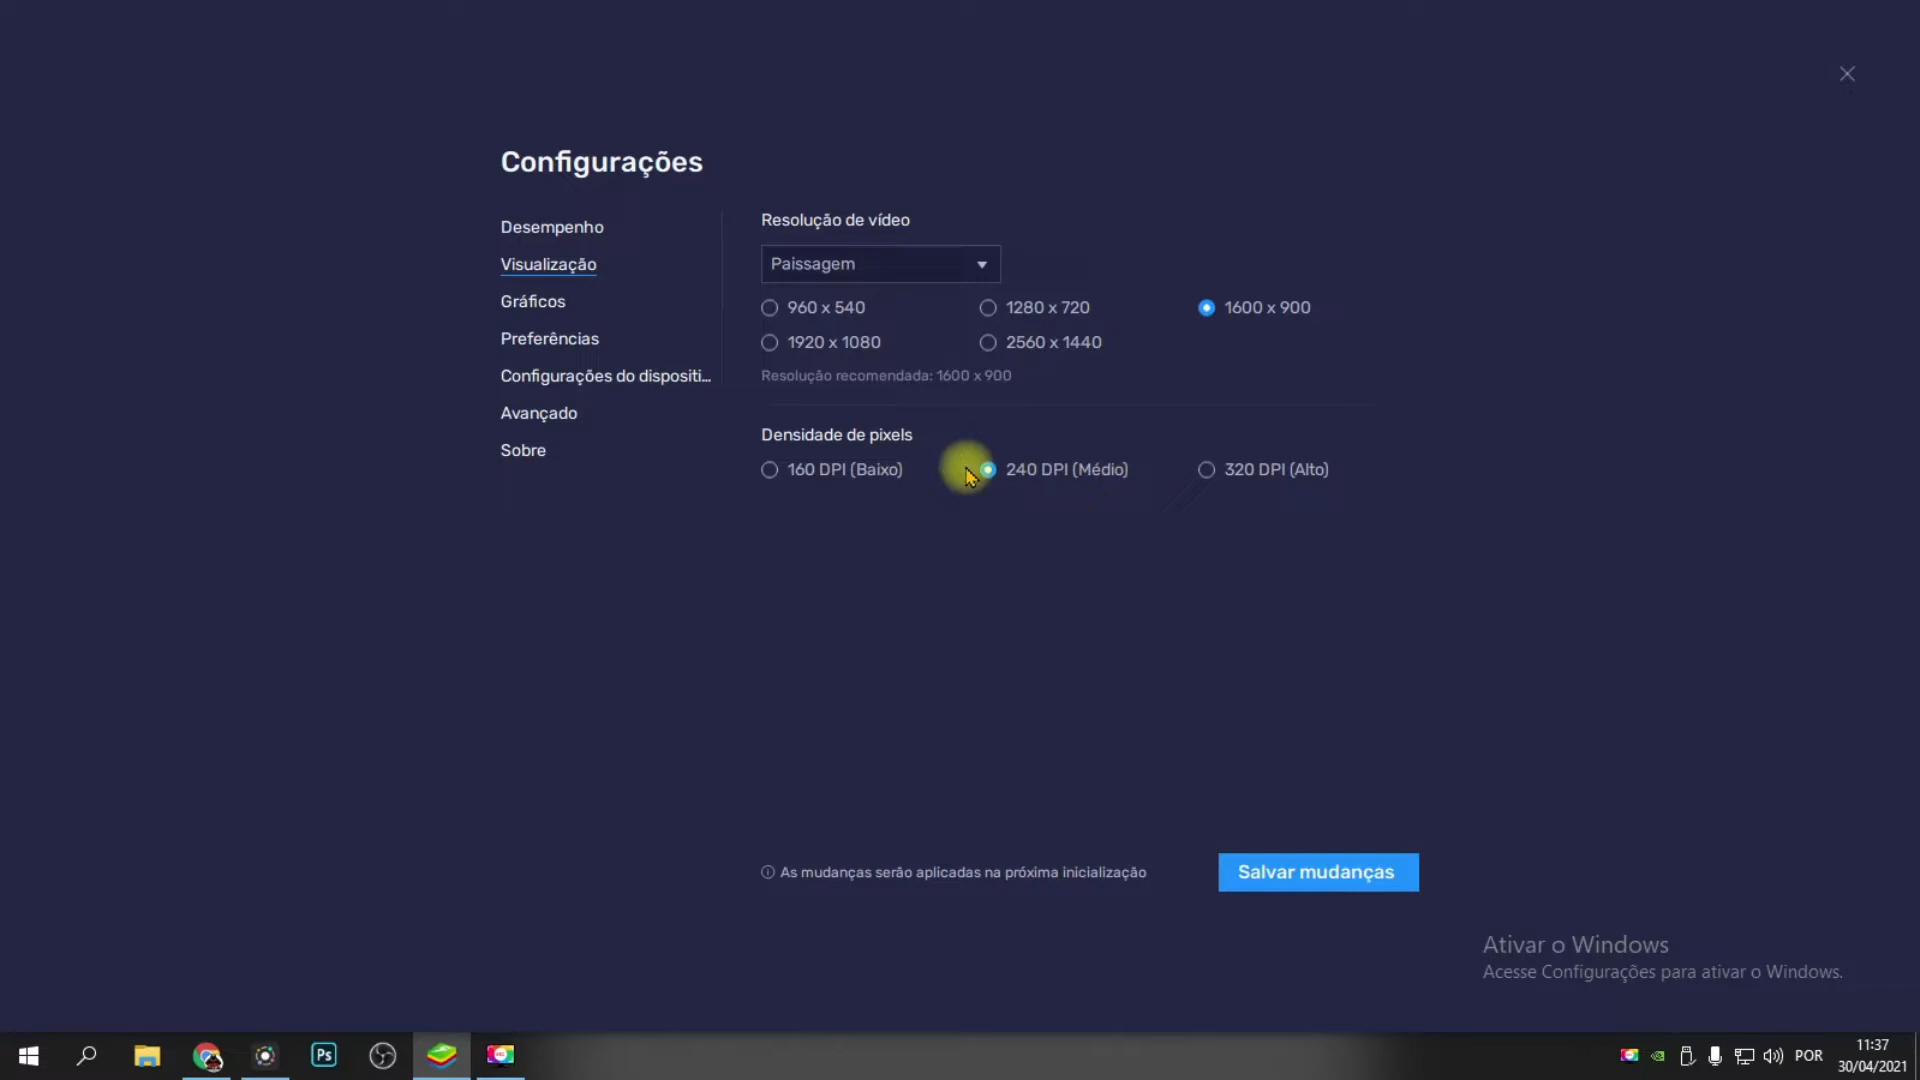 Configurações
Desempenho
Visualização
Gráficos
Preferências
Configurações do dispositi...
Avançado
Sobre
Resolução de vídeo
Paissagem
960 x 540
1280 x 720
1600 x 900
1920 x 1080
2560 x 1440
Resolução recomendada: 1600 x 900
Densidade de pixels
160 DPI (Baixo)
240 DPI (Médio)
320 DPI (Alto)
As mudanças serão aplicadas na próxima inicialização
Salvar mudanças
Ativar o Windows
Acesse Configurações para ativar o Windows.
Ps
POR
11:37
30/04/2021